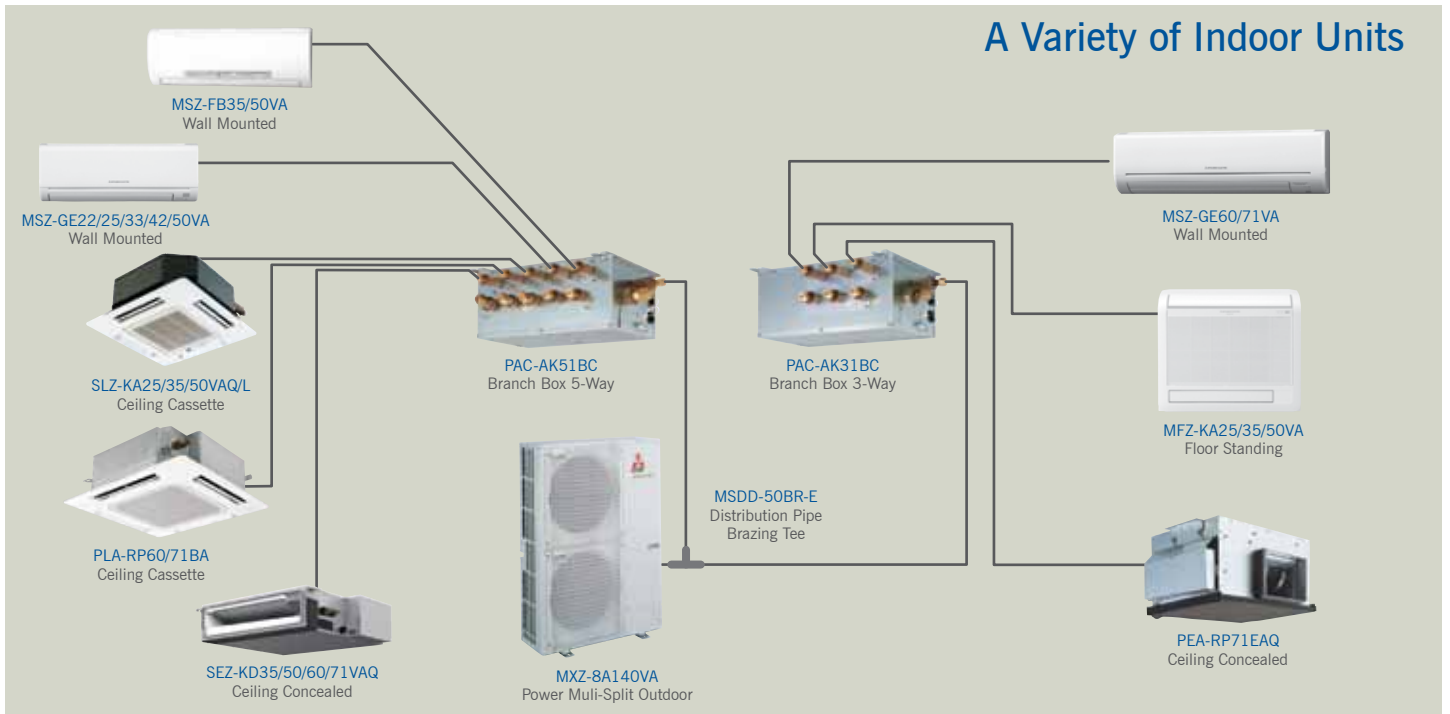 A Variety of Indoor Units
MSZ-FB35/50VA
Wall Mounted
MSZ-GE22/25/33/42/50VA
Wall Mounted
SLZ-KA25/35/50VAQ/L
Ceiling Cassette
PLA-RP60/71BA
Ceiling Cassette
SEZ-KD35/50/60/71VAQ
Ceiling Concealed
PAC-AK51BC
Branch Box 5-Way
PAC-AK31BC
Branch Box 3-Way
MSDD-50BR-E
Distribution Pipe
Brazing Tee
MXZ-8A140VA
Power Muli-Split Outdoor
MSZ-GE60/71VA
Wall Mounted
MFZ-KA25/35/50VA
Floor Standing
PEA-RP71EAQ
Ceiling Concealed